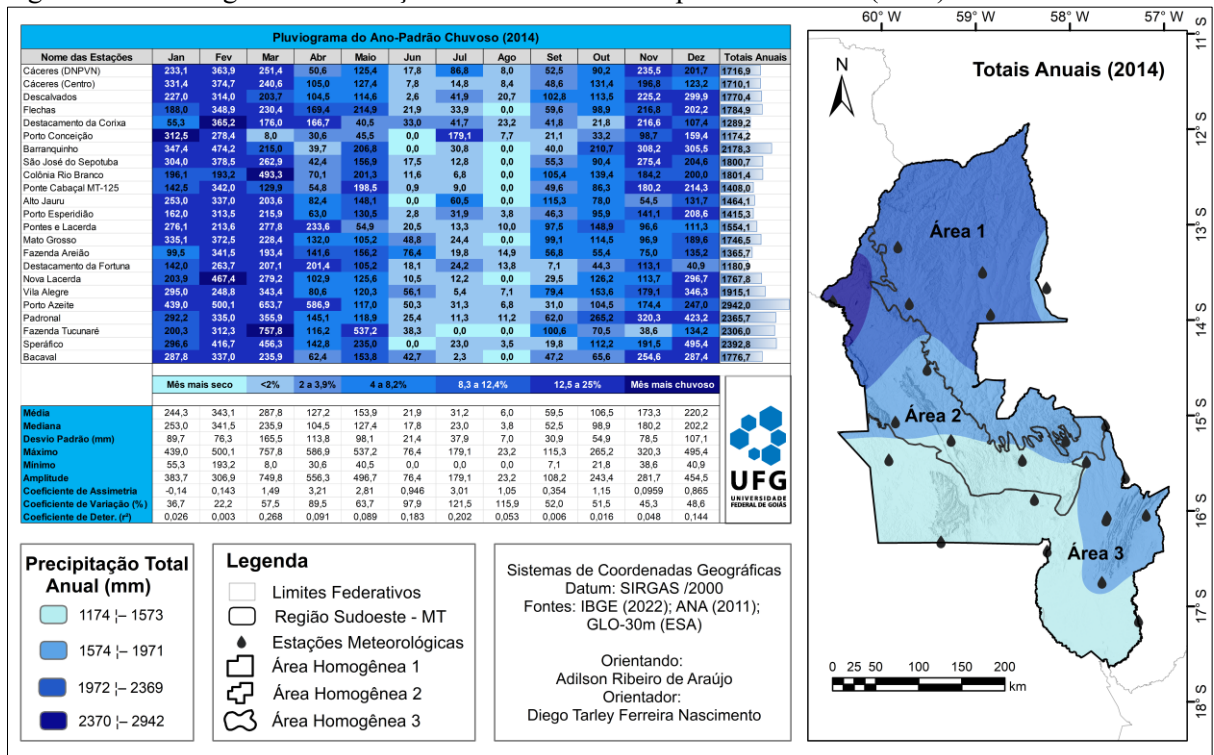 Pluviograma do Ano-Padrão Chuvoso (2014)
Nome das Estações Jan Fev Mar Abr Maio Jun Jul Ago Set Out Nov Dez Totais Anuais
Cáceres (DNPVN) 233,1 363,9 251,4 50,6 125,4 17,8 86,8 8,0 52,5 90,2 235,5 201,7 1716,9
Cáceres (Centro) 331,4 374,7 240,6 105,0 127,4 7,8 14,8 8,4 48,6 131,4 196,8 123,2 1710,1
Descalvados 227,0 314,0 203,7 104,5 114,6 2,6 41,9 20,7 102,8 113,5 225,2 299,9 1770,4
Flechas 188,0 348,9 230,4 169,4 214,9 21,9 33,9 0,0 59,6 98,9 216,8 202,2 1784,9
Destacamento da Corixa 55,3 365,2 176,0 166,7 40,5 33,0 41,7 23,2 41,8 21,8 216,6 107,4 1289,2
Porto Conceição 312,5 278,4 8,0 30,6 45,5 0,0 179,1 7,7 21,1 33,2 98,7 159,4 1174,2
Barranquinho 347,4 474,2 215,0 39,7 206,8 0,0 30,8 0,0 40,0 210,7 308,2 305,5 2178,3
São José do Sepotuba 304,0 378,5 262,9 42,4 156,9 17,5 12,8 0,0 55,3 90,4 275,4 204,6 1800,7
Colônia Rio Branco 196,1 193,2 493,3 70,1 201,3 11,6 6,8 0,0 105,4 139,4 184,2 200,0 1801,4
Ponte Cabaçal MT-125 142,5 342,0 129,9 54,8 198,5 0,9 9,0 0,0 49,6 86,3 180,2 214,3 1408,0
Alto Jauru 253,0 337,0 203,6 82,4 148,1 0,0 60,5 0,0 115,3 78,0 54,5 131,7 1464,1
Porto Esperidião 162,0 313,5 215,9 63,0 130,5 2,8 31,9 3,8 46,3 95,9 141,1 208,6 1415,3
Pontes e Lacerda 276,1 213,6 277,8 233,6 54,9 20,5 13,3 10,0 97,5 148,9 96,6 111,3 1554,1
Mato Grosso 335,1 372,5 228,4 132,0 105,2 48,8 24,4 0,0 99,1 114,5 96,9 189,6 1746,5
Fazenda Areião 99,5 341,5 193,4 141,6 156,2 76,4 19,8 14,9 56,8 55,4 75,0 135,2 1365,7
Destacamento da Fortuna 142,0 263,7 207,1 201,4 105,2 18,1 24,2 13,8 7,1 44,3 113,1 40,9 1180,9
Nova Lacerda 203,9 467,4 279,2 102,9 125,6 10,5 12,2 0,0 29,5 126,2 113,7 296,7 1767,8
Vila Alegre 295,0 248,8 343,4 80,6 120,3 56,1 5,4 7,1 79,4 153,6 179,1 346,3 1915,1
Porto Azeite 439,0 500,1 653,7 586,9 117,0 50,3 31,3 6,8 31,0 104,5 174,4 247,0 2942,0
Padronal 292,2 335,0 355,9 145,1 118,9 25,4 11,3 11,2 62,0 265,2 320,3 423,2 2365,7
Fazenda Tucunaré 200,3 312,3 757,8 116,2 537,2 38,3 0,0 0,0 100,6 70,5 38,6 134,2 2306,0
Speráfico 296,6 416,7 456,3 142,8 235,0 0,0 23,0 3,5 19,8 112,2 191,5 495,4 2392,8
Bacaval 287,8 337,0 235,9 62,4 153,8 42,7 2,3 0,0 47,2 65,6 254,6 287,4 1776,7
Mês mais seco <2% 2 a 3,9% 4 a 8,2% 8,3 a 12,4% 12,5 a 25% Mês mais chuvoso
Média 244,3 343,1 287,8 127,2 153,9 21,9 31,2 6,0 59,5 106,5 173,3 220,2
Mediana 253,0 341,5 235,9 104,5 127,4 17,8 23,0 3,8 52,5 98,9 180,2 202,2
Desvio Padrão (mm) 89,7 76,3 165,5 113,8 98,1 21,4 37,9 7,0 30,9 54,9 78,5 107,1
Máximo 439,0 500,1 757,8 586,9 537,2 76,4 179,1 23,2 115,3 265,2 320,3 495,4
Mínimo 55,3 193,2 8,0 30,6 40,5 0,0 0,0 0,0 7,1 21,8 38,6 40,9
Amplitude 383,7 306,9 749,8 556,3 496,7 76,4 179,1 23,2 108,2 243,4 281,7 454,5
Coeficiente de Assimetria -0,14 0,143 1,49 3,21 2,81 0,946 3,01 1,05 0,354 1,15 0,0959 0,865
Coeficiente de Variação (%) 36,7 22,2 57,5 89,5 63,7 97,9 121,5 115,9 52,0 51,5 45,3 48,6
Coeficiente de Deter. (r²) 0,026 0,003 0,268 0,091 0,089 0,183 0,202 0,053 0,006 0,016 0,048 0,144
UFG
UNIVERSIDADE
FEDERAL DE GOIÁS
Precipitação Total
Anual (mm)
1174 ¦– 1573
1574 ¦– 1971
1972 ¦– 2369
2370 ¦– 2942
Legenda
Limites Federativos
Região Sudoeste - MT
Estações Meteorológicas
Área Homogênea 1
Área Homogênea 2
Área Homogênea 3
Sistemas de Coordenadas Geográficas
Datum: SIRGAS /2000
Fontes: IBGE (2022); ANA (2011);
GLO-30m (ESA)
Orientando:
Adilson Ribeiro de Araújo
Orientador:
Diego Tarley Ferreira Nascimento
60° W 59° W 58° W 57° W
11° S
N
Totais Anuais (2014)
12° S
Área 1
13° S
14° S
Área 2
15° S
16° S
Área 3
17° S
18° S
0 25 50 100 150 200
km